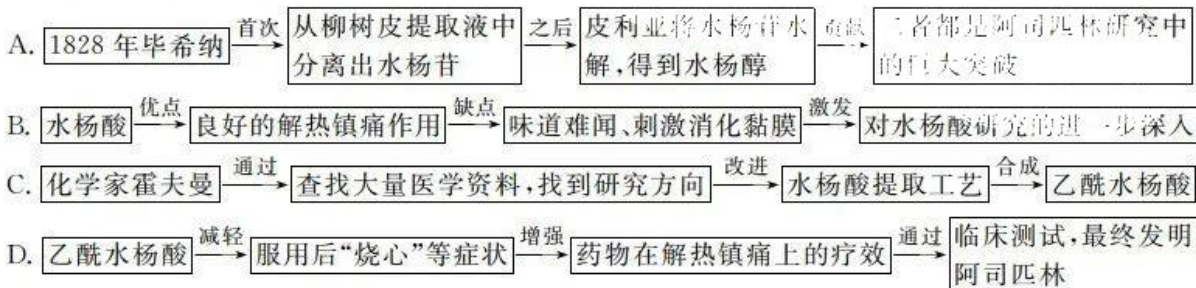 A. 1828年毕希纳 首次 从柳树皮提取液中分离出水杨苷 之后 皮利亚将水杨苷水解,得到水杨醇 贡献 二者都是阿司匹林研究中的巨大突破
B. 水杨酸 优点 良好的解热镇痛作用 缺点 味道难闻、刺激消化黏膜 激发 对水杨酸研究的进一步深入
C. 化学家霍夫曼 通过 查找大量医学资料,找到研究方向 改进 水杨酸提取工艺 合成 乙酰水杨酸
D. 乙酰水杨酸 减轻 服用后“烧心”等症状 增强 药物在解热镇痛上的疗效 通过 临床测试,最终发明阿司匹林